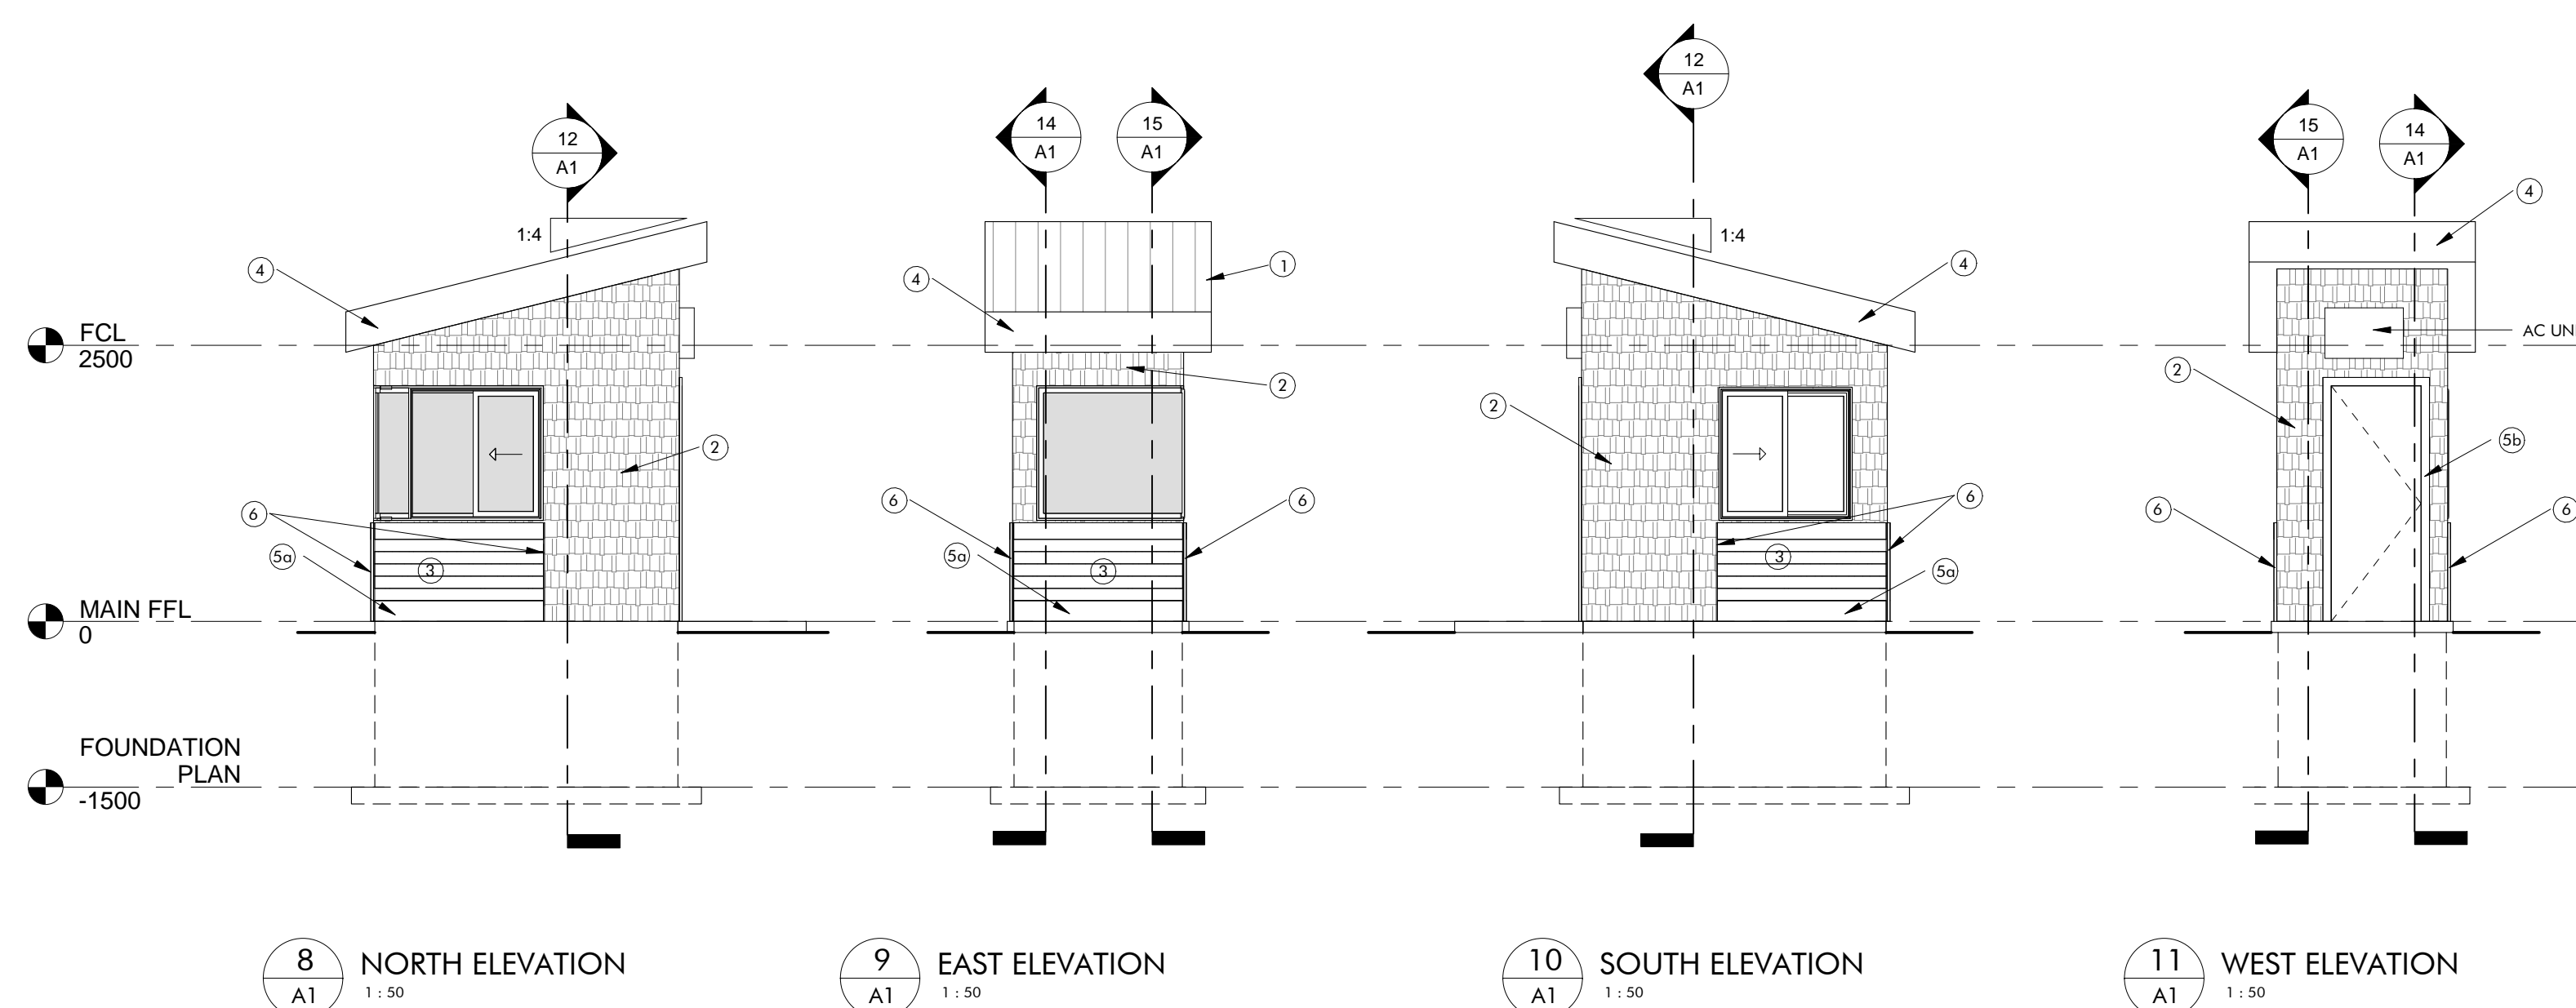 12
A1
1:4
4
2
6
5a
3
FCL
2500
MAIN FFL
0
FOUNDATION
PLAN
-1500
8
A1
NORTH ELEVATION
1 : 50
14
A1
15
A1
1
4
2
6
6
5a
3
9
A1
EAST ELEVATION
1 : 50
12
A1
1:4
4
2
6
3
5a
10
A1
SOUTH ELEVATION
1 : 50
15
A1
14
A1
4
AC UN
2
5b
6
6
11
A1
WEST ELEVATION
1 : 50